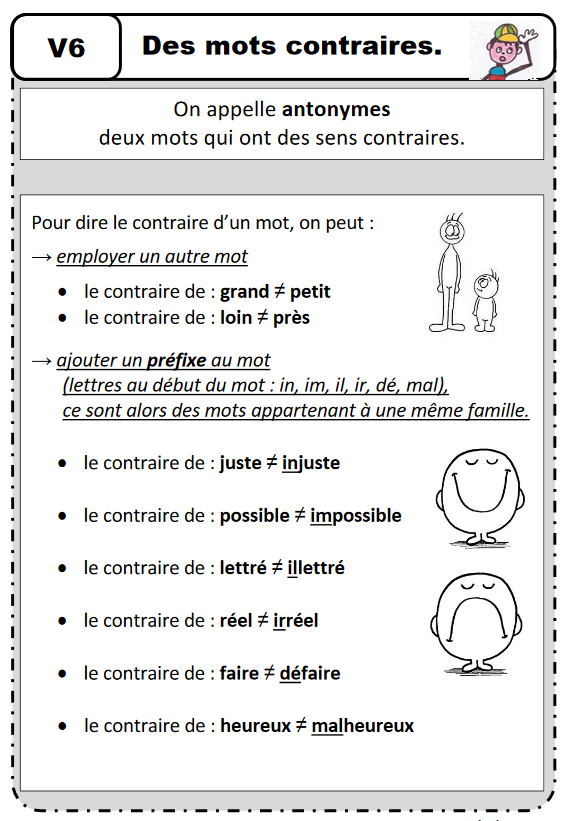 V6
Des mots contraires.
On appelle antonymes
deux mots qui ont des sens contraires.
Pour dire le contraire d'un mot, on peut :
→ employer un autre mot
• le contraire de : grand ≠ petit
• le contraire de : loin ≠ près
→ ajouter un préfixe au mot
(lettres au début du mot : in, im, il, ir, dé, mal),
ce sont alors des mots appartenant à une même famille.
• le contraire de : juste ≠ injuste
• le contraire de : possible ≠ impossible
• le contraire de : lettré ≠ illettré
• le contraire de : réel ≠ irréel
• le contraire de : faire ≠ défaire
• le contraire de : heureux ≠ malheureux